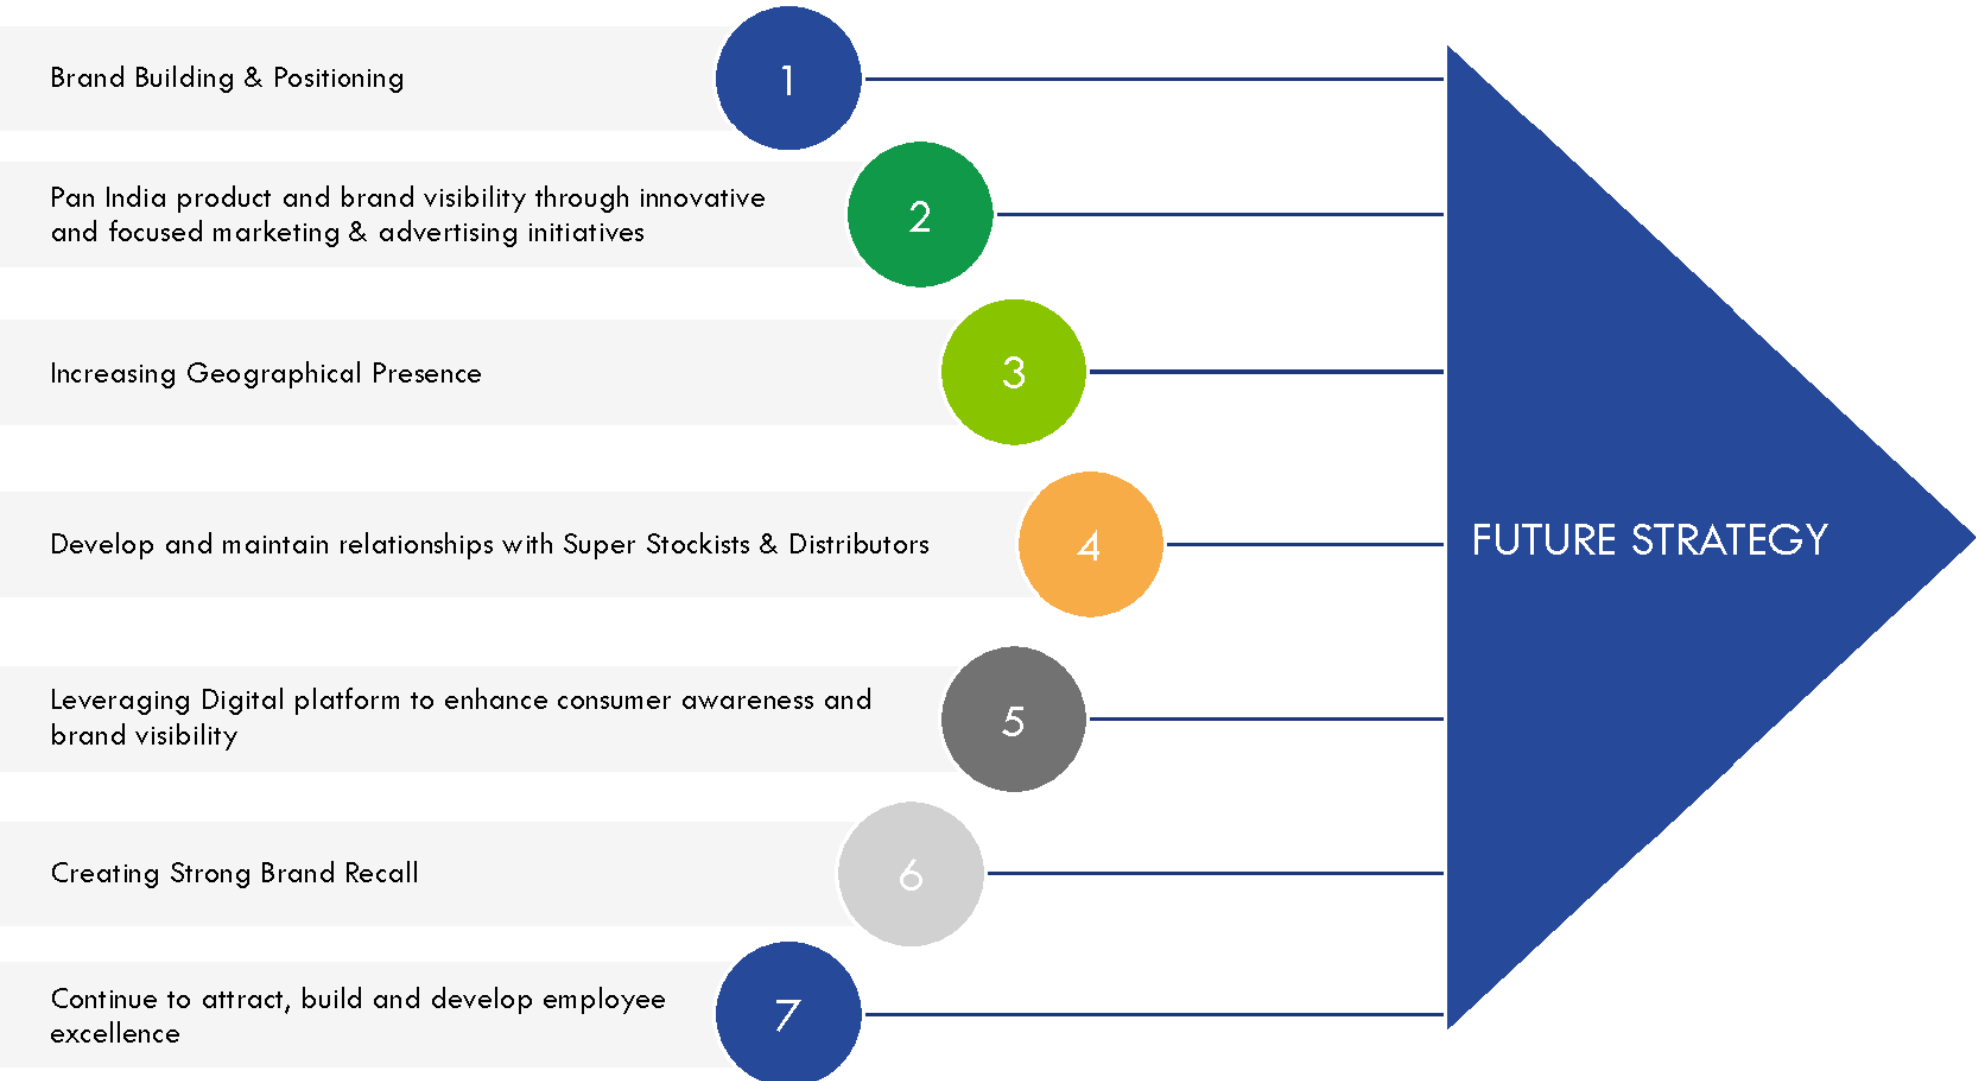 Brand Building & Positioning
1
Pan India product and brand visibility through innovative
and focused marketing & advertising initiatives
2
Increasing Geographical Presence
3
Develop and maintain relationships with Super Stockists & Distributors
4
FUTURE STRATEGY
Leveraging Digital platform to enhance consumer awareness and
brand visibility
5
Creating Strong Brand Recall
6
Continue to attract, build and develop employee
excellence
7